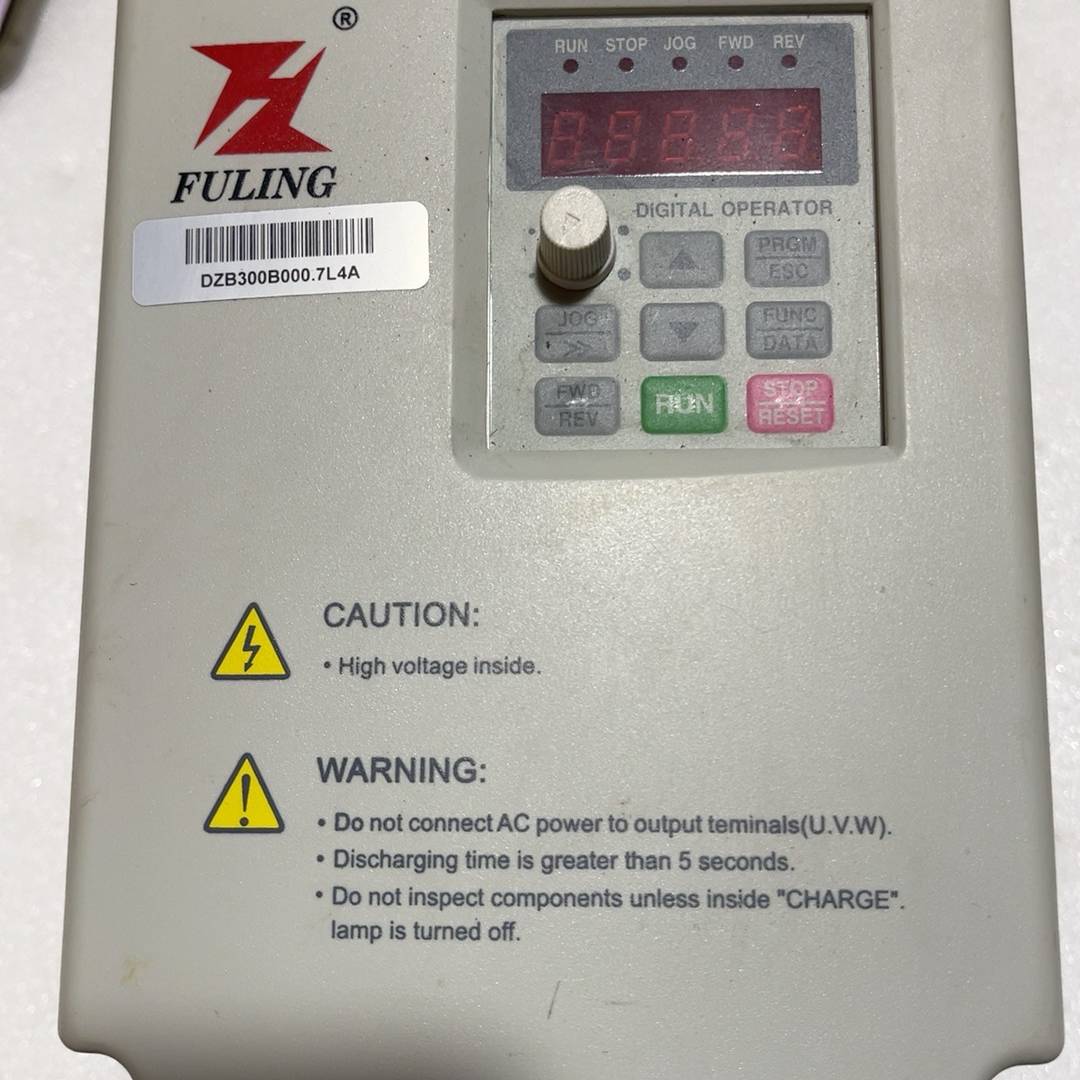 ®
FULING
DZB300B000.7L4A
RUN STOP JOG FWD REV
DIGITAL OPERATOR
PRGM
ESC
JOG
>>
FUNC
DATA
FWD
REV
RUN
STOP
RESET
CAUTION:
• High voltage inside.
WARNING:
• Do not connect AC power to output teminals(U.V.W).
• Discharging time is greater than 5 seconds.
• Do not inspect components unless inside "CHARGE".
lamp is turned off.